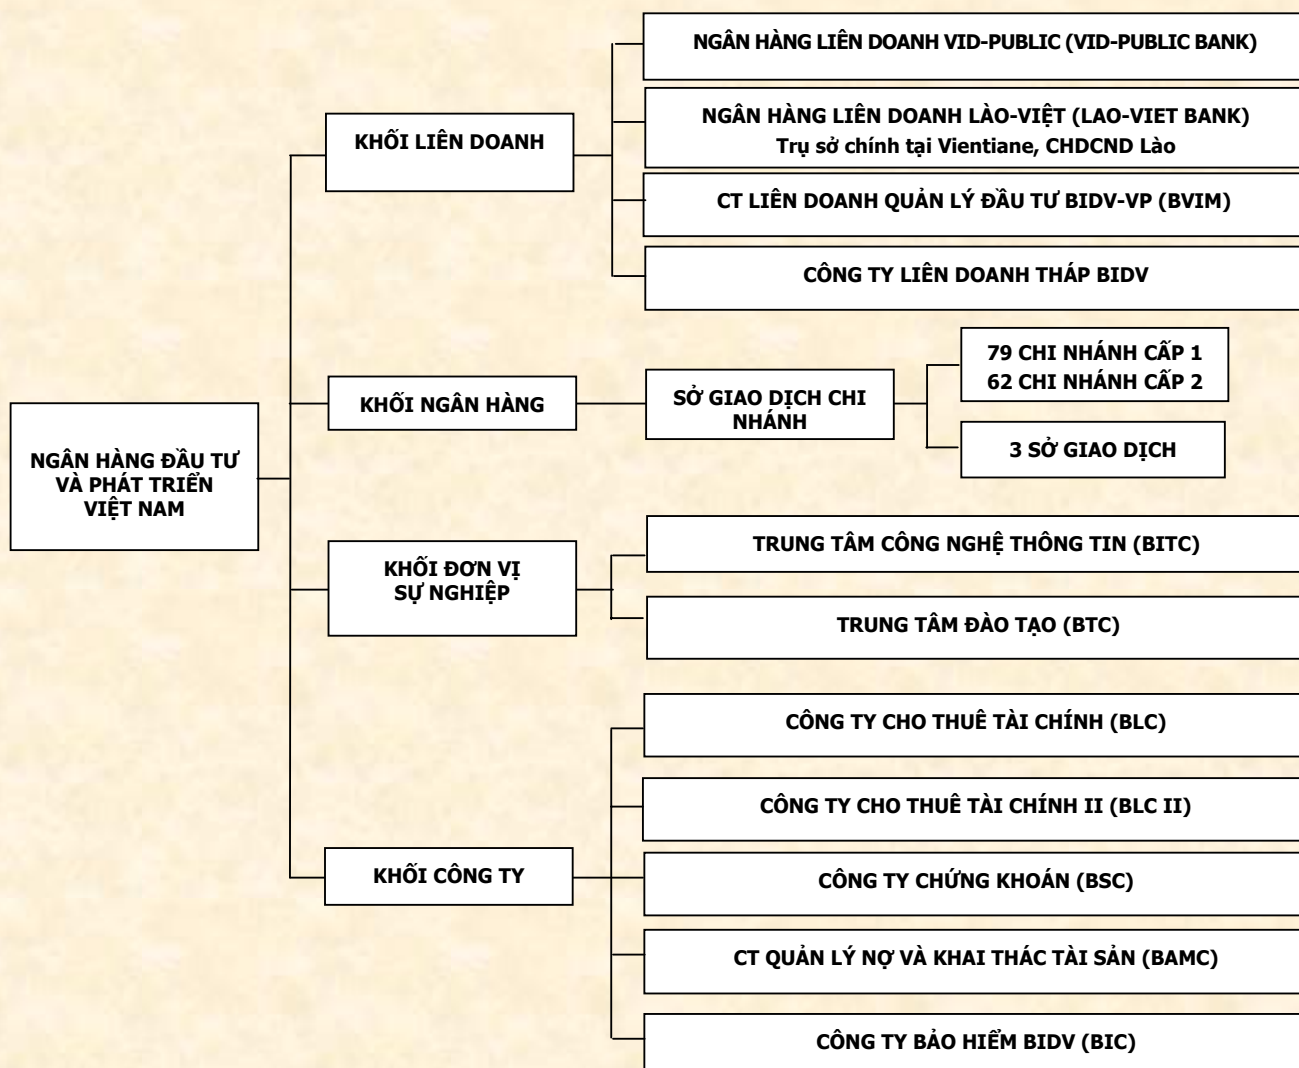 NGÂN HÀNG ĐẦU TƯ
VÀ PHÁT TRIỂN
VIỆT NAM
KHỐI LIÊN DOANH
NGÂN HÀNG LIÊN DOANH VID-PUBLIC (VID-PUBLIC BANK)
NGÂN HÀNG LIÊN DOANH LÀO-VIỆT (LAO-VIET BANK)
Trụ sở chính tại Vientiane, CHDCND Lào
CT LIÊN DOANH QUẢN LÝ ĐẦU TƯ BIDV-VP (BVIM)
CÔNG TY LIÊN DOANH THÁP BIDV
KHỐI NGÂN HÀNG
SỞ GIAO DỊCH CHI
NHÁNH
79 CHI NHÁNH CẤP 1
62 CHI NHÁNH CẤP 2
3 SỞ GIAO DỊCH
KHỐI ĐƠN VỊ
SỰ NGHIỆP
TRUNG TÂM CÔNG NGHỆ THÔNG TIN (BITC)
TRUNG TÂM ĐÀO TẠO (BTC)
KHỐI CÔNG TY
CÔNG TY CHO THUÊ TÀI CHÍNH (BLC)
CÔNG TY CHO THUÊ TÀI CHÍNH II (BLC II)
CÔNG TY CHỨNG KHOÁN (BSC)
CT QUẢN LÝ NỢ VÀ KHAI THÁC TÀI SẢN (BAMC)
CÔNG TY BẢO HIỂM BIDV (BIC)